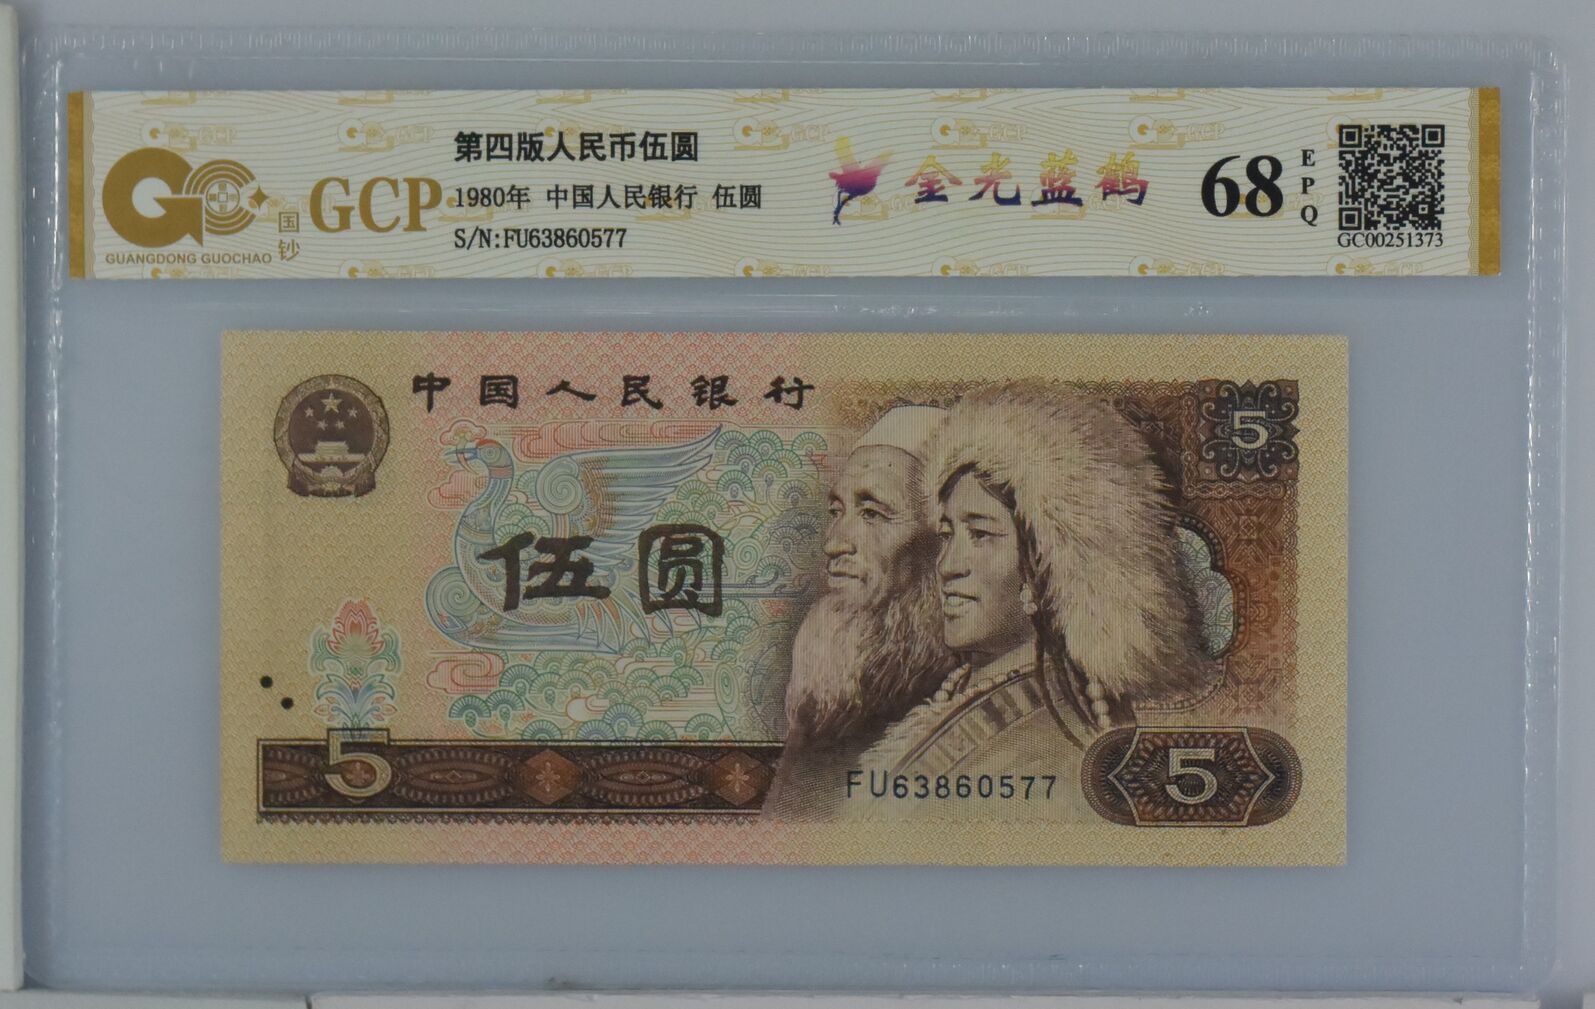 GUANGDONG GUOCHAO
国钞
GCP
第四版人民币伍圆
1980年 中国人民银行 伍圆
S/N:FU63860577
金光蓝鹤
68
EPQ
GC00251373
中国人民银行
5
伍圆
5
FU63860577
5